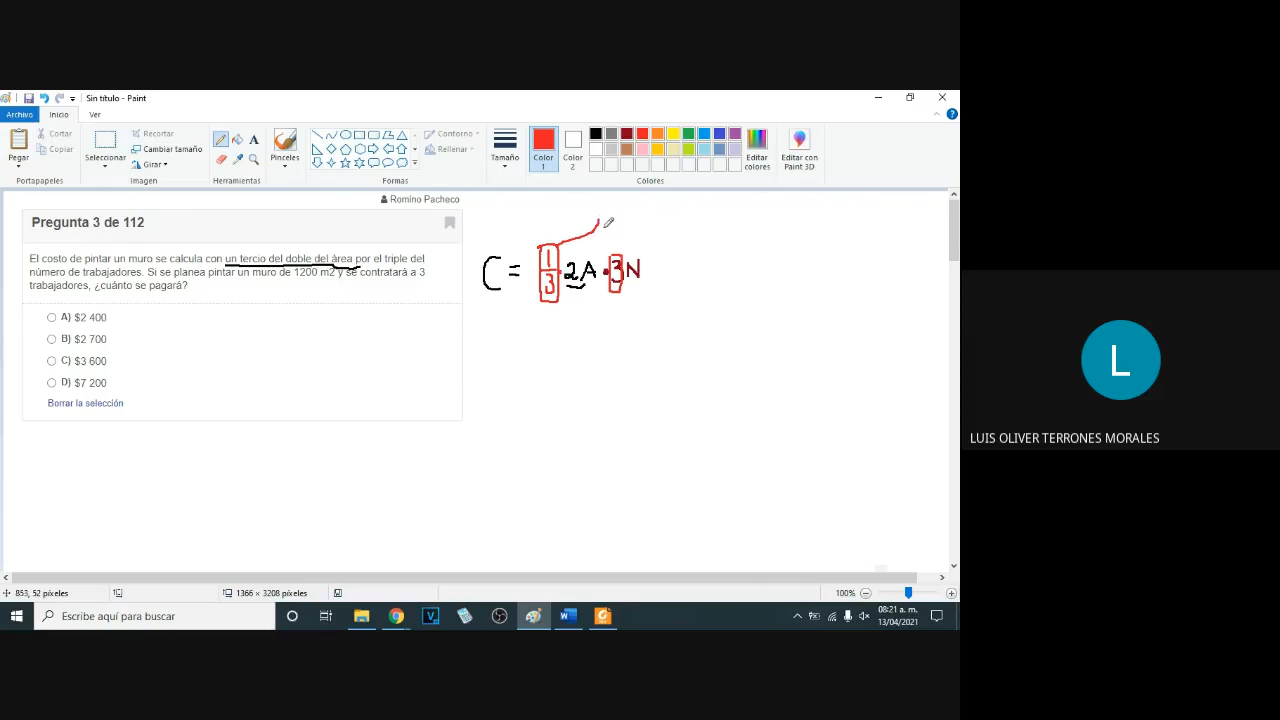 Sin título - Paint
Archivo Inicio Ver
Pegar
Cortar
Copiar
Portapapeles
Seleccionar
Recortar
Cambiar tamaño
Girar
Imagen
A
Herramientas
Pinceles
Contorno
Rellenar
Formas
Tamaño
Color 1
Color 2
Editar colores
Colores
Editar con Paint 3D
Romino Pacheco
Pregunta 3 de 112
El costo de pintar un muro se calcula con un tercio del doble del área por el triple del
número de trabajadores. Si se planea pintar un muro de 1200 m2 y se contratará a 3
trabajadores, ¿cuánto se pagará?
A) $2 400
B) $2 700
C) $3 600
D) $7 200
Borrar la selección
C = 1/3 · 2A · 3N
L
LUIS OLIVER TERRONES MORALES
853, 52 píxeles
1366 × 3208 píxeles
100%
Escribe aquí para buscar
08:21 a. m.
13/04/2021